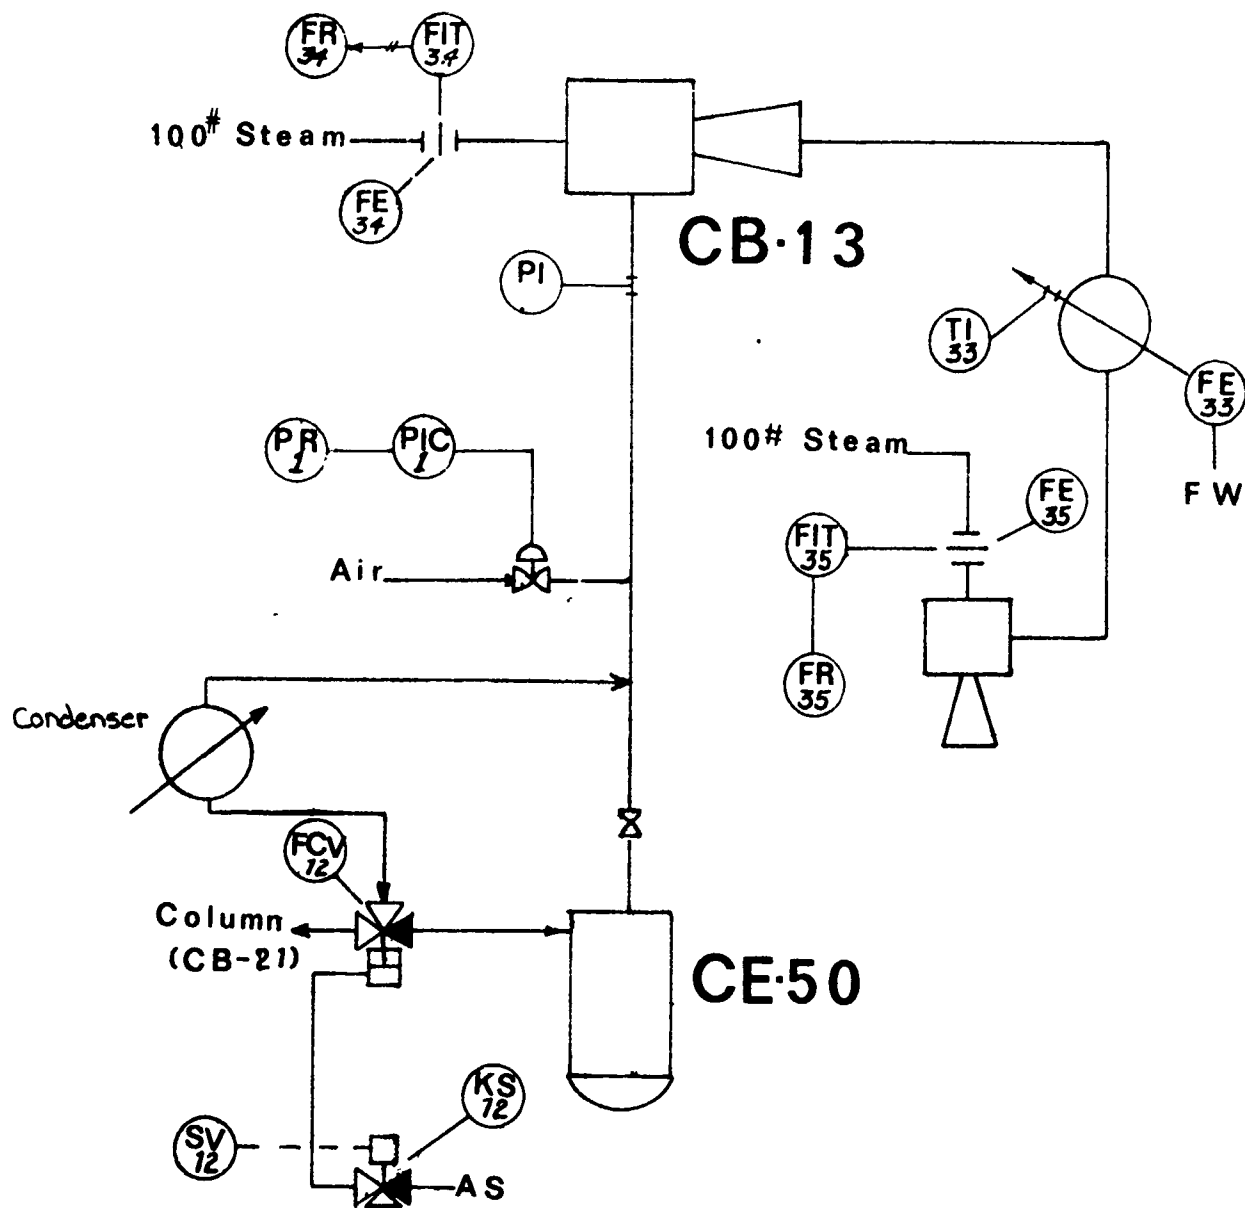 FR
34
FIT
34
100# Steam
FE
34
CB·13
PI
TI
33
FE
33
FW
PR
1
PIC
1
100# Steam
FE
35
FIT
35
Air
FR
35
Condenser
FCV
12
Column
(CB-21)
CE·50
KS
12
SV
12
AS